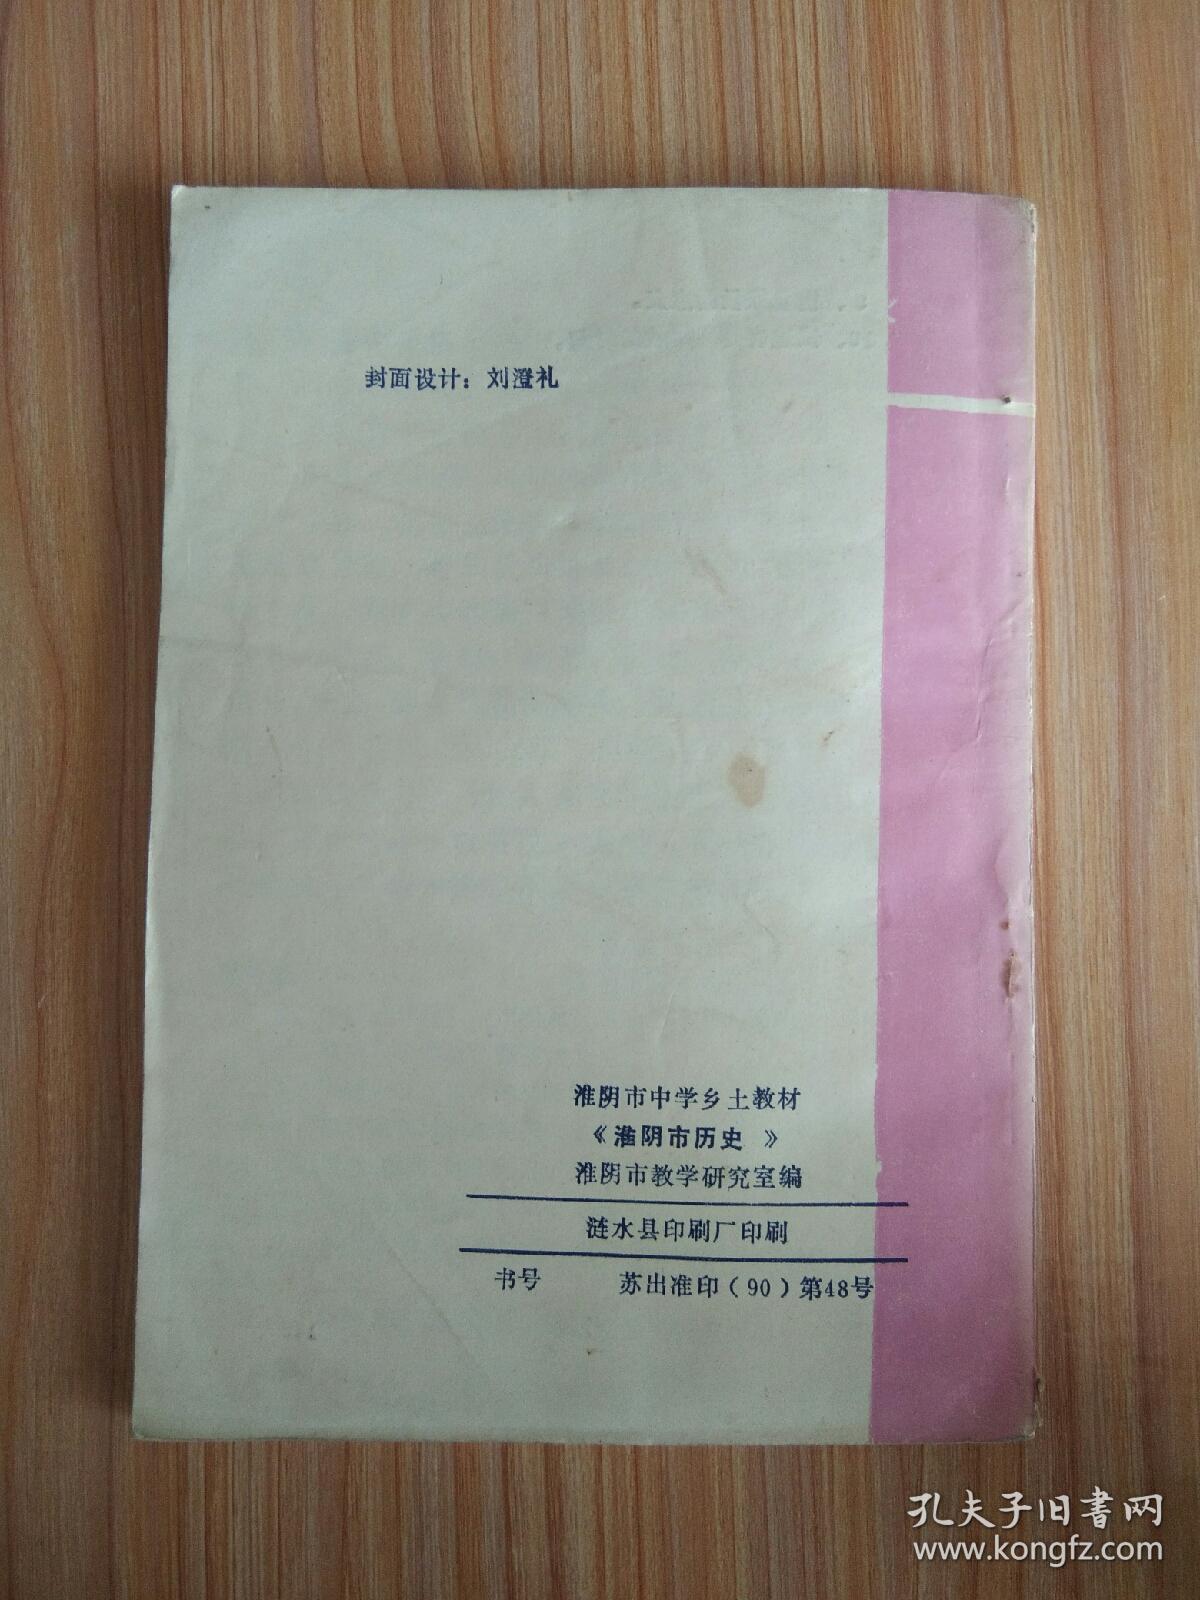 封面设计：刘澄礼
淮阴市中学乡土教材
《淮阴市历史》
淮阴市教学研究室编
涟水县印刷厂印刷
书号 苏出准印（90）第48号
孔夫子旧書网
www.kongfz.com